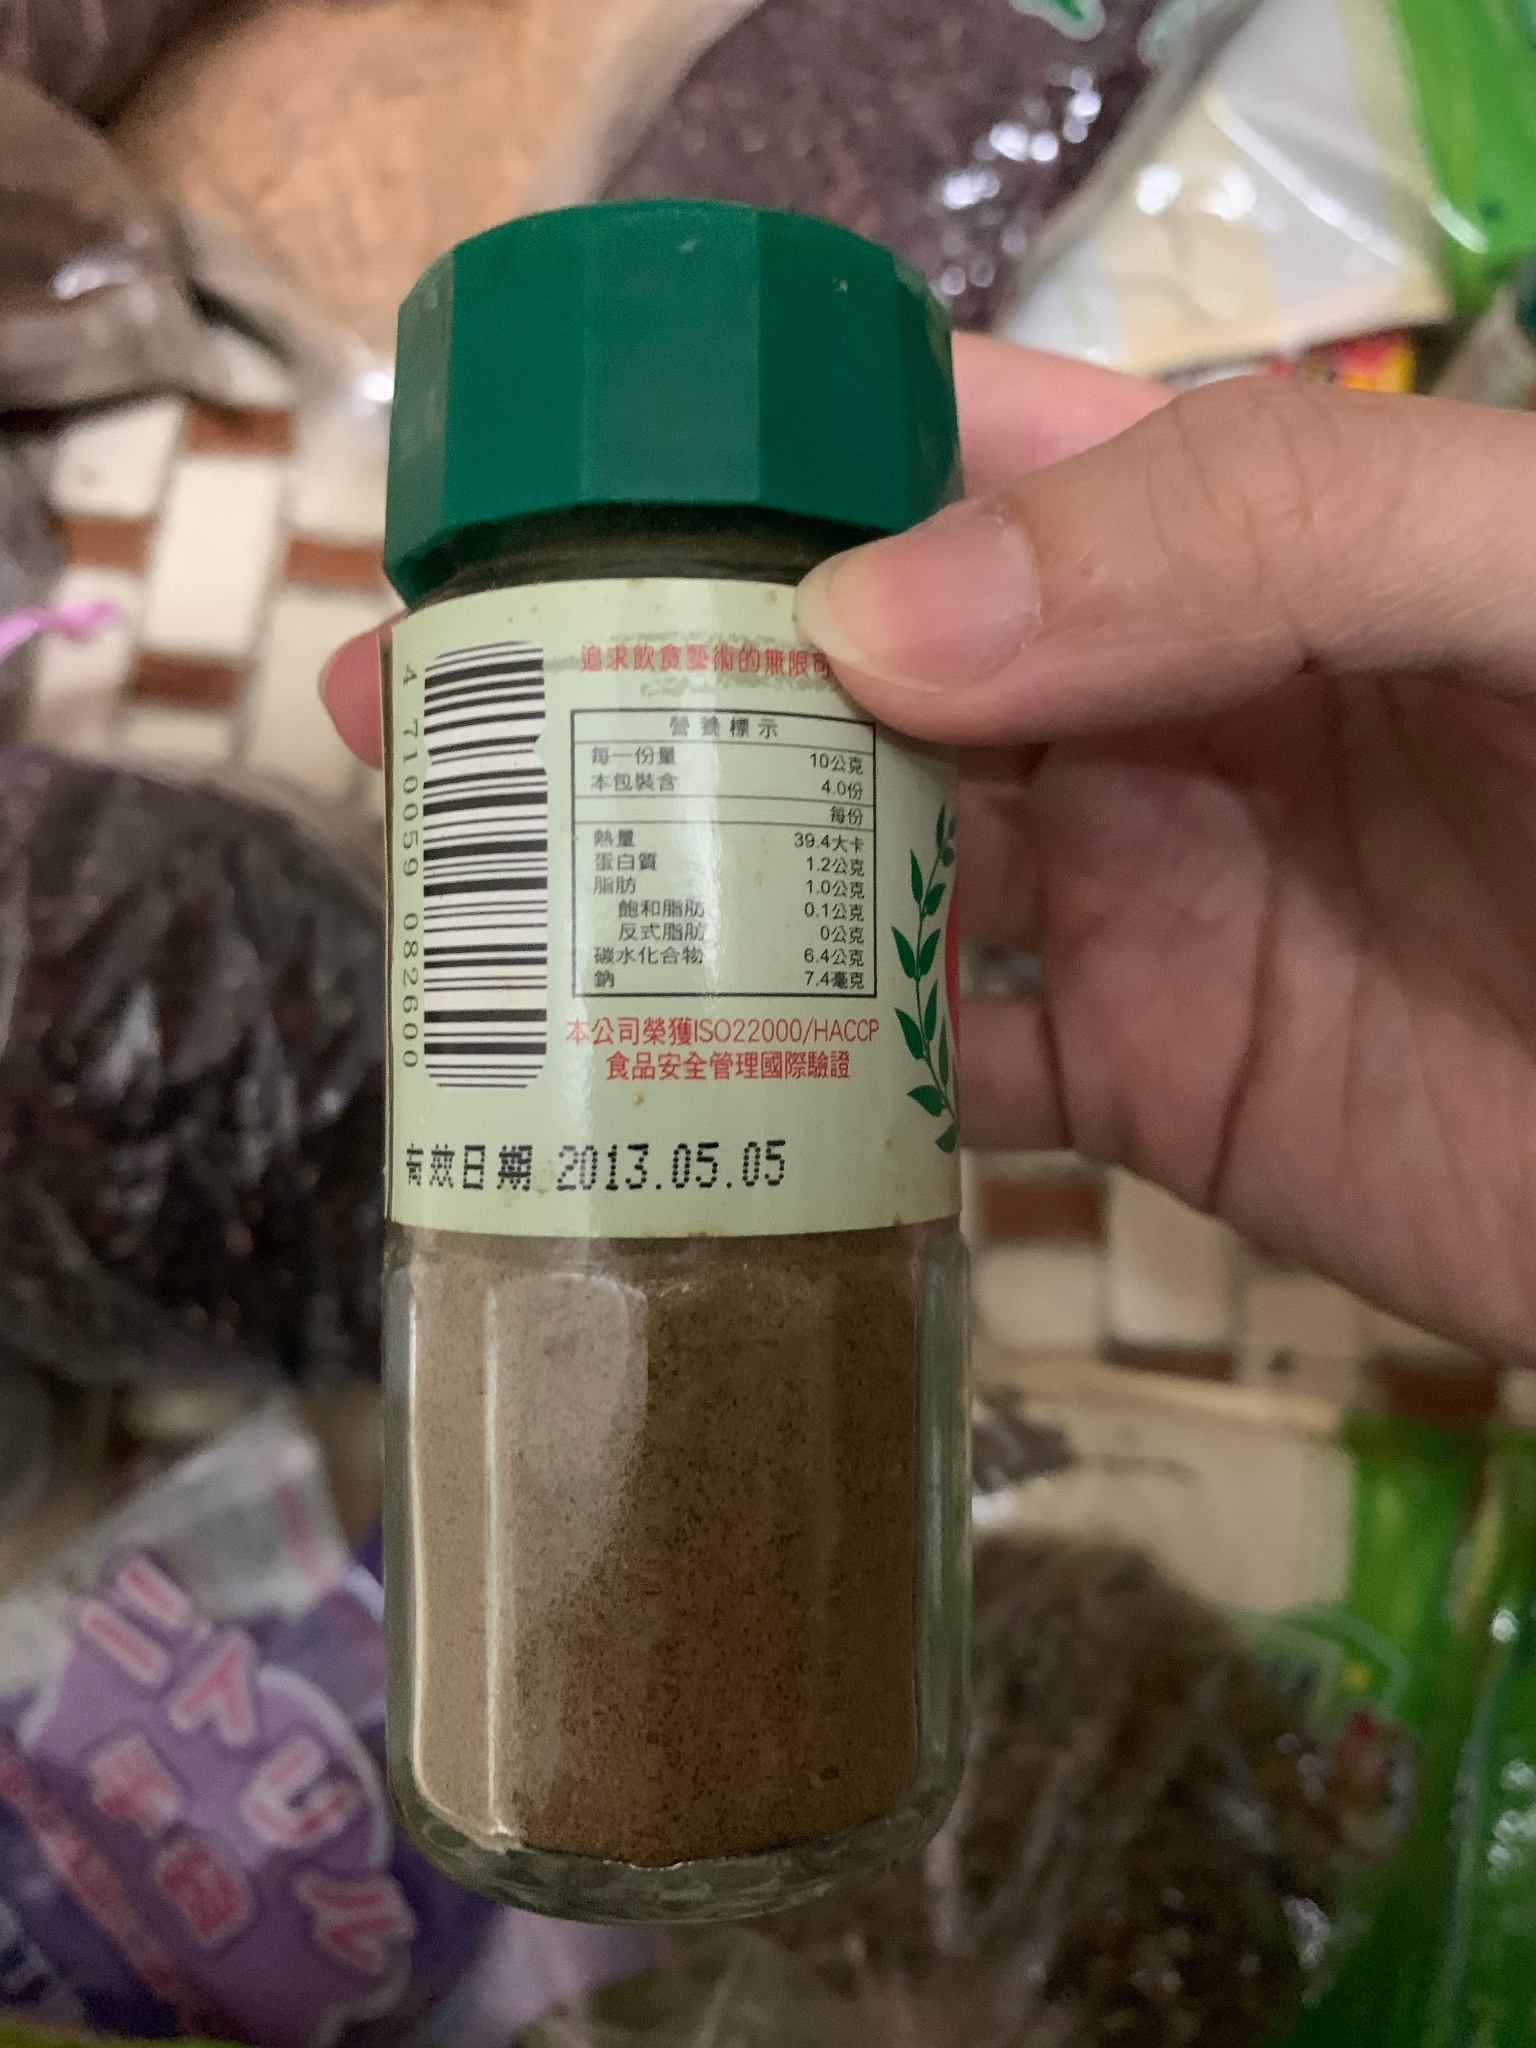 追求飲食藝術的無限可
營養標示
每一份量 10公克
本包裝含 4.0份
每份
熱量 39.4大卡
蛋白質 1.2公克
脂肪 1.0公克
飽和脂肪 0.1公克
反式脂肪 0公克
碳水化合物 6.4公克
鈉 7.4毫克
本公司榮獲ISO22000/HACCP
食品安全管理國際驗證
4 710059 082600
有效日期 2013.05.05